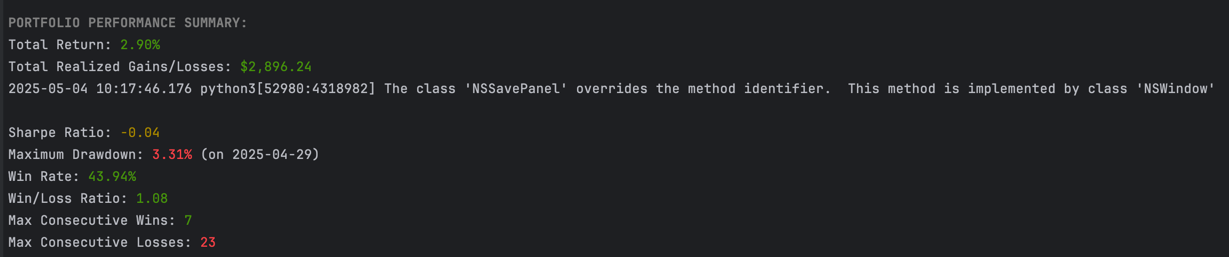 PORTFOLIO PERFORMANCE SUMMARY:
Total Return: 2.90%
Total Realized Gains/Losses: $2,896.24
2025-05-04 10:17:46.176 python3[52980:4318982] The class 'NSSavePanel' overrides the method identifier.  This method is implemented by class 'NSWindow'
Sharpe Ratio: -0.04
Maximum Drawdown: 3.31% (on 2025-04-29)
Win Rate: 43.94%
Win/Loss Ratio: 1.08
Max Consecutive Wins: 7
Max Consecutive Losses: 23